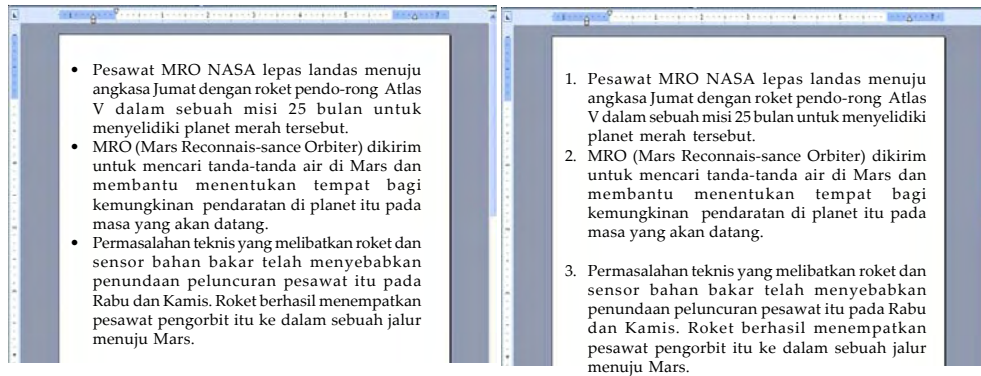 • Pesawat MRO NASA lepas landas menuju
angkasa Jumat dengan roket pendo-rong Atlas
V dalam sebuah misi 25 bulan untuk
menyelidiki planet merah tersebut.
• MRO (Mars Reconnais-sance Orbiter) dikirim
untuk mencari tanda-tanda air di Mars dan
membantu menentukan tempat bagi
kemungkinan pendaratan di planet itu pada
masa yang akan datang.
• Permasalahan teknis yang melibatkan roket dan
sensor bahan bakar telah menyebabkan
penundaan peluncuran pesawat itu pada
Rabu dan Kamis. Roket berhasil menempatkan
pesawat pengorbit itu ke dalam sebuah jalur
menuju Mars.
1. Pesawat MRO NASA lepas landas menuju
angkasa Jumat dengan roket pendo-rong Atlas
V dalam sebuah misi 25 bulan untuk menyelidiki
planet merah tersebut.
2. MRO (Mars Reconnais-sance Orbiter) dikirim
untuk mencari tanda-tanda air di Mars dan
membantu menentukan tempat bagi
kemungkinan pendaratan di planet itu pada
masa yang akan datang.
3. Permasalahan teknis yang melibatkan roket dan
sensor bahan bakar telah menyebabkan
penundaan peluncuran pesawat itu pada Rabu
dan Kamis. Roket berhasil menempatkan
pesawat pengorbit itu ke dalam sebuah jalur
menuju Mars.